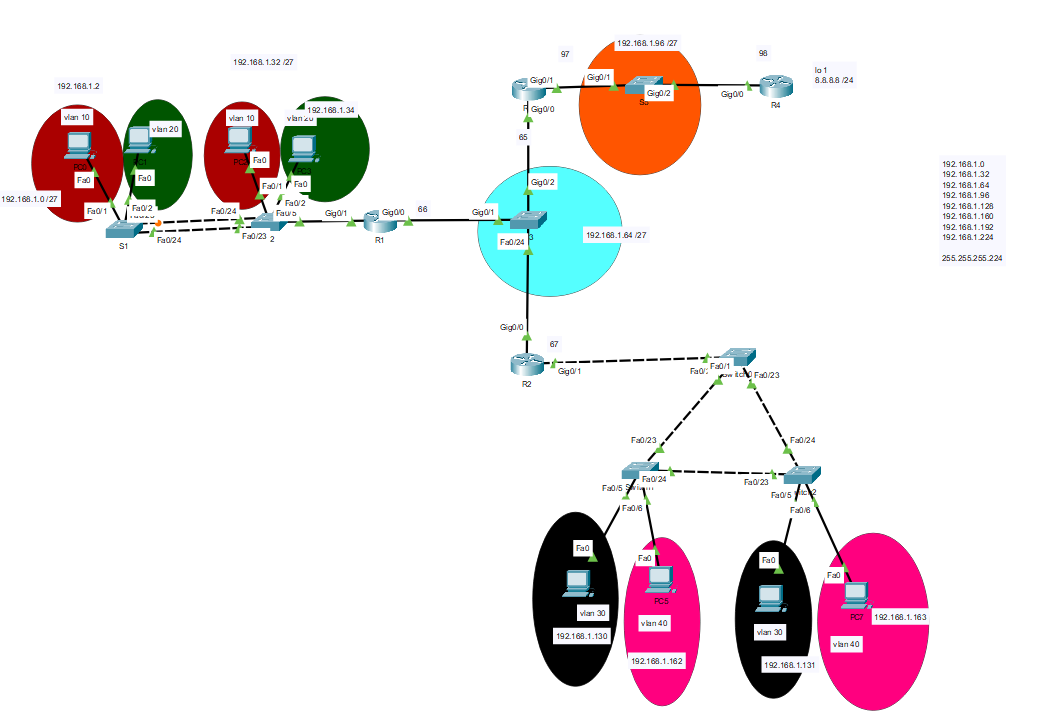 97
192.168.1.96 /27
98
192.168.1.32 /27
lo 1
8.8.8.8 /24
192.168.1.2
Gig0/1
Gig0/1
Gig0/2
Gig0/0
R4
Gig0/0
vlan 10
vlan 20
vlan 10
192.168.1.34
65
192.168.1.0
192.168.1.32
192.168.1.64
192.168.1.96
192.168.1.128
192.168.1.160
192.168.1.192
192.168.1.224
255.255.255.224
Fa0
Fa0
Fa0
Fa0
192.168.1.0 /27
Fa0/1
Fa0/2
Fa0/1
Fa0/2
Gig0/2
Fa0/24
Fa0/5
Gig0/1
Gig0/0
66
Gig0/1
S1
Fa0/24
Fa0/23
R1
Fa0/24
192.168.1.64 /27
Gig0/0
67
R2
Gig0/1
Fa0/1
Fa0/23
Fa0/23
Fa0/24
Fa0/24
Fa0/23
Fa0/5
Fa0/6
Fa0/5
Fa0/6
Fa0
Fa0
Fa0
Fa0
PC7
vlan 30
vlan 40
vlan 30
vlan 40
192.168.1.130
192.168.1.162
192.168.1.131
192.168.1.163